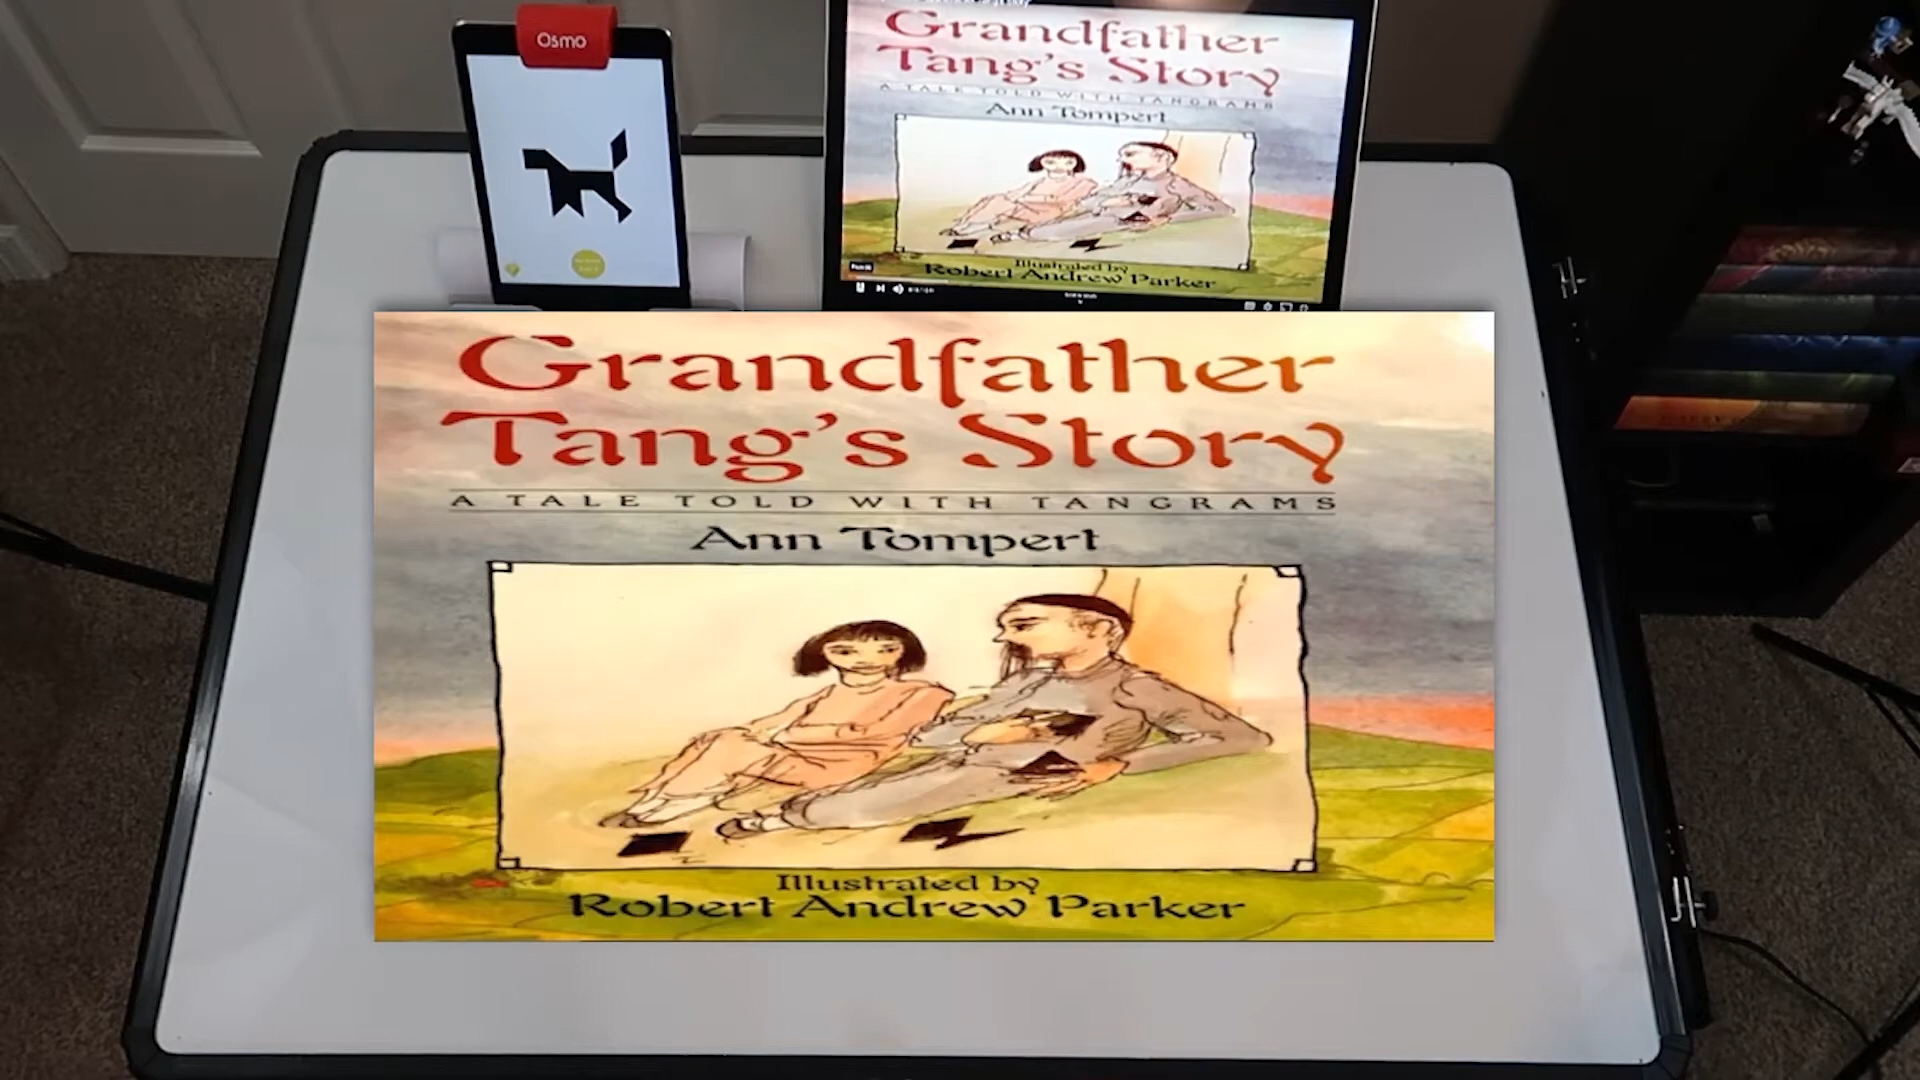 Osmo
Grandfather
Tang's Story
A TALE TOLD WITH TANGRAMS
Ann Tompert
Illustrated by
Robert Andrew Parker
Grandfather
Tang's Story
A TALE TOLD WITH TANGRAMS
Ann Tompert
Illustrated by
Robert Andrew Parker